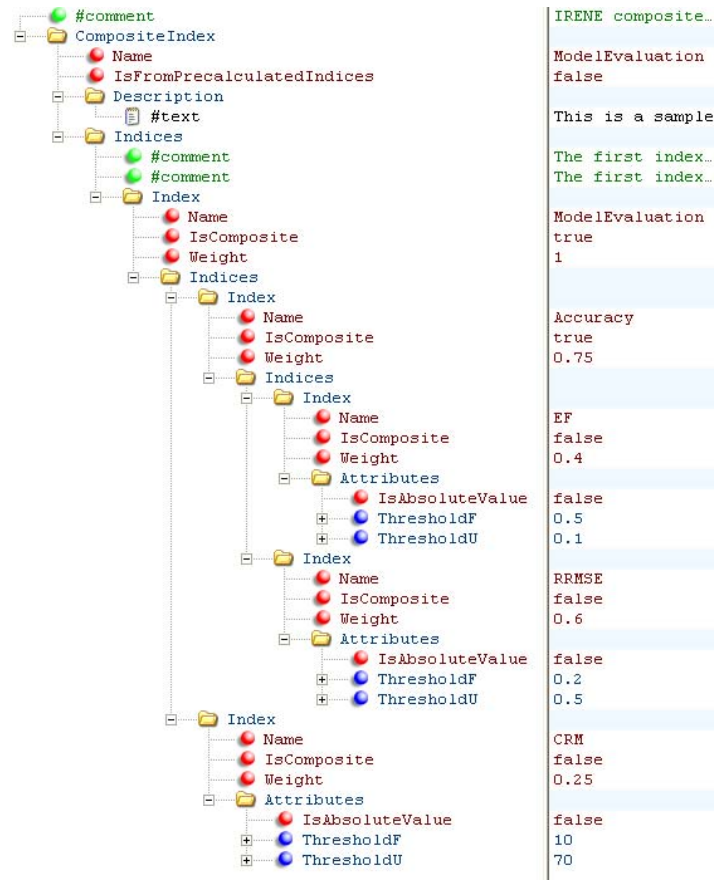 #comment IRENE composite…
CompositeIndex
Name ModelEvaluation
IsFromPrecalculatedIndices false
Description
#text This is a sample
Indices
#comment The first index…
#comment The first index…
Index
Name ModelEvaluation
IsComposite true
Weight 1
Indices
Index
Name Accuracy
IsComposite true
Weight 0.75
Indices
Index
Name EF
IsComposite false
Weight 0.4
Attributes
IsAbsoluteValue false
ThresholdF 0.5
ThresholdU 0.1
Index
Name RRMSE
IsComposite false
Weight 0.6
Attributes
IsAbsoluteValue false
ThresholdF 0.2
ThresholdU 0.5
Index
Name CRM
IsComposite false
Weight 0.25
Attributes
IsAbsoluteValue false
ThresholdF 10
ThresholdU 70